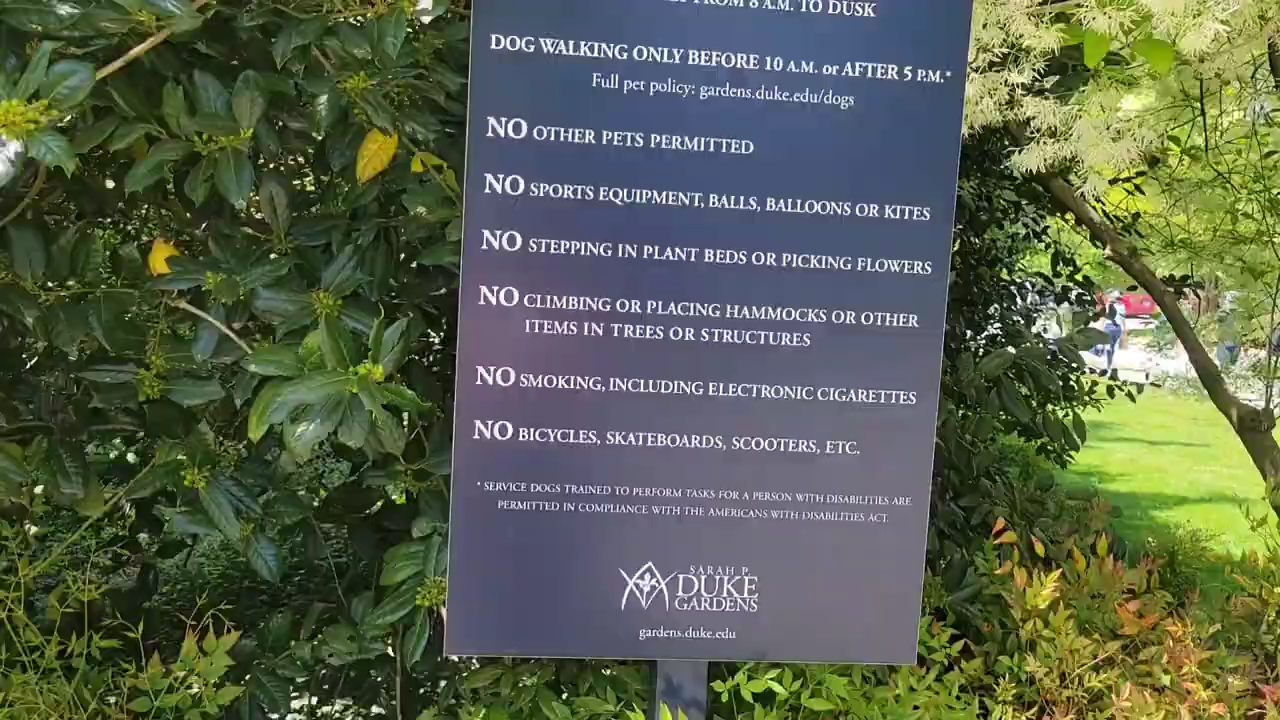 FROM 8 A.M. TO DUSK
DOG WALKING ONLY BEFORE 10 A.M. or AFTER 5 P.M.*
Full pet policy: gardens.duke.edu/dogs
NO OTHER PETS PERMITTED
NO SPORTS EQUIPMENT, BALLS, BALLOONS OR KITES
NO STEPPING IN PLANT BEDS OR PICKING FLOWERS
NO CLIMBING OR PLACING HAMMOCKS OR OTHER
ITEMS IN TREES OR STRUCTURES
NO SMOKING, INCLUDING ELECTRONIC CIGARETTES
NO BICYCLES, SKATEBOARDS, SCOOTERS, ETC.
* SERVICE DOGS TRAINED TO PERFORM TASKS FOR A PERSON WITH DISABILITIES ARE
PERMITTED IN COMPLIANCE WITH THE AMERICANS WITH DISABILITIES ACT.
SARAH P.
DUKE
GARDENS
gardens.duke.edu